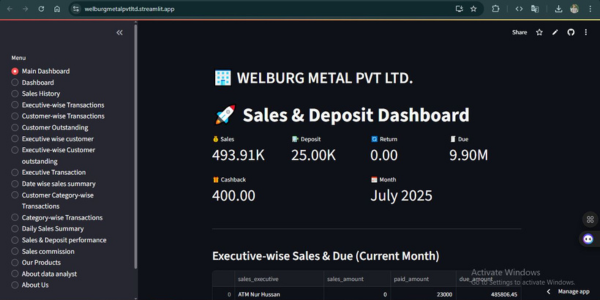 welburgmetalpvtltd.streamlit.app
Share
Menu
Main Dashboard
Dashboard
Sales History
Executive-wise Transactions
Customer-wise Transactions
Customer Outstanding
Executive wise customer
Executive-wise Customer
outstanding
Executive Transaction
Date wise sales summary
Customer Category-wise
Transactions
Category-wise Transactions
Daily Sales Summary
Sales & Deposit performance
Sales commission
Our Products
About data analyst
About Us
WELBURG METAL PVT LTD.
Sales & Deposit Dashboard
Sales Deposit Return Due
493.91K 25.00K 0.00 9.90M
Cashback Month
400.00 July 2025
Executive-wise Sales & Due (Current Month)
sales_executive sales_amount paid_amount due_amount
0 ATM Nur Hussan 0 23000 485806.45
Activate Windows
Go to Settings to activate Windows.
Manage app